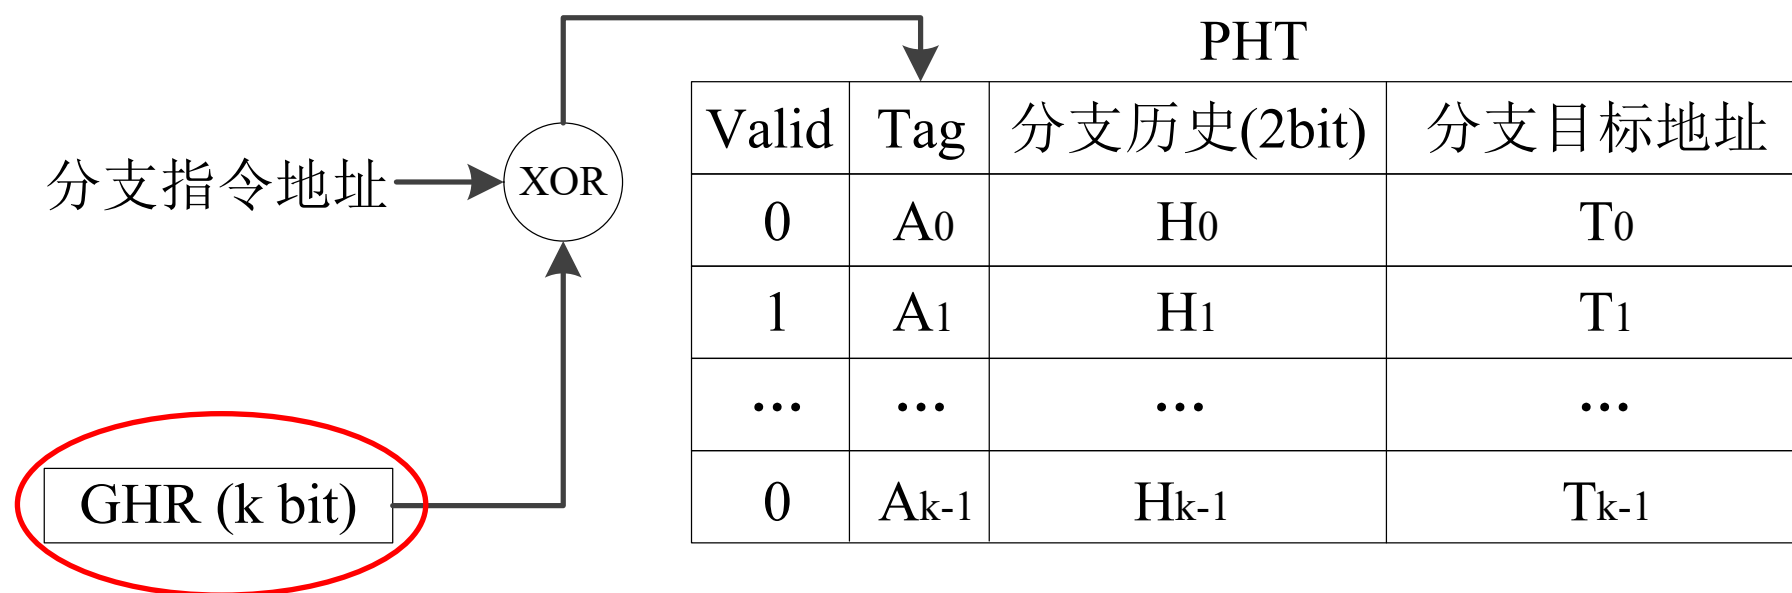 PHT
Valid Tag 分支历史(2bit) 分支目标地址
分支指令地址
XOR
0 A0 H0 T0
1 A1 H1 T1
... ... ... ...
GHR (k bit)
0 Ak-1 Hk-1 Tk-1